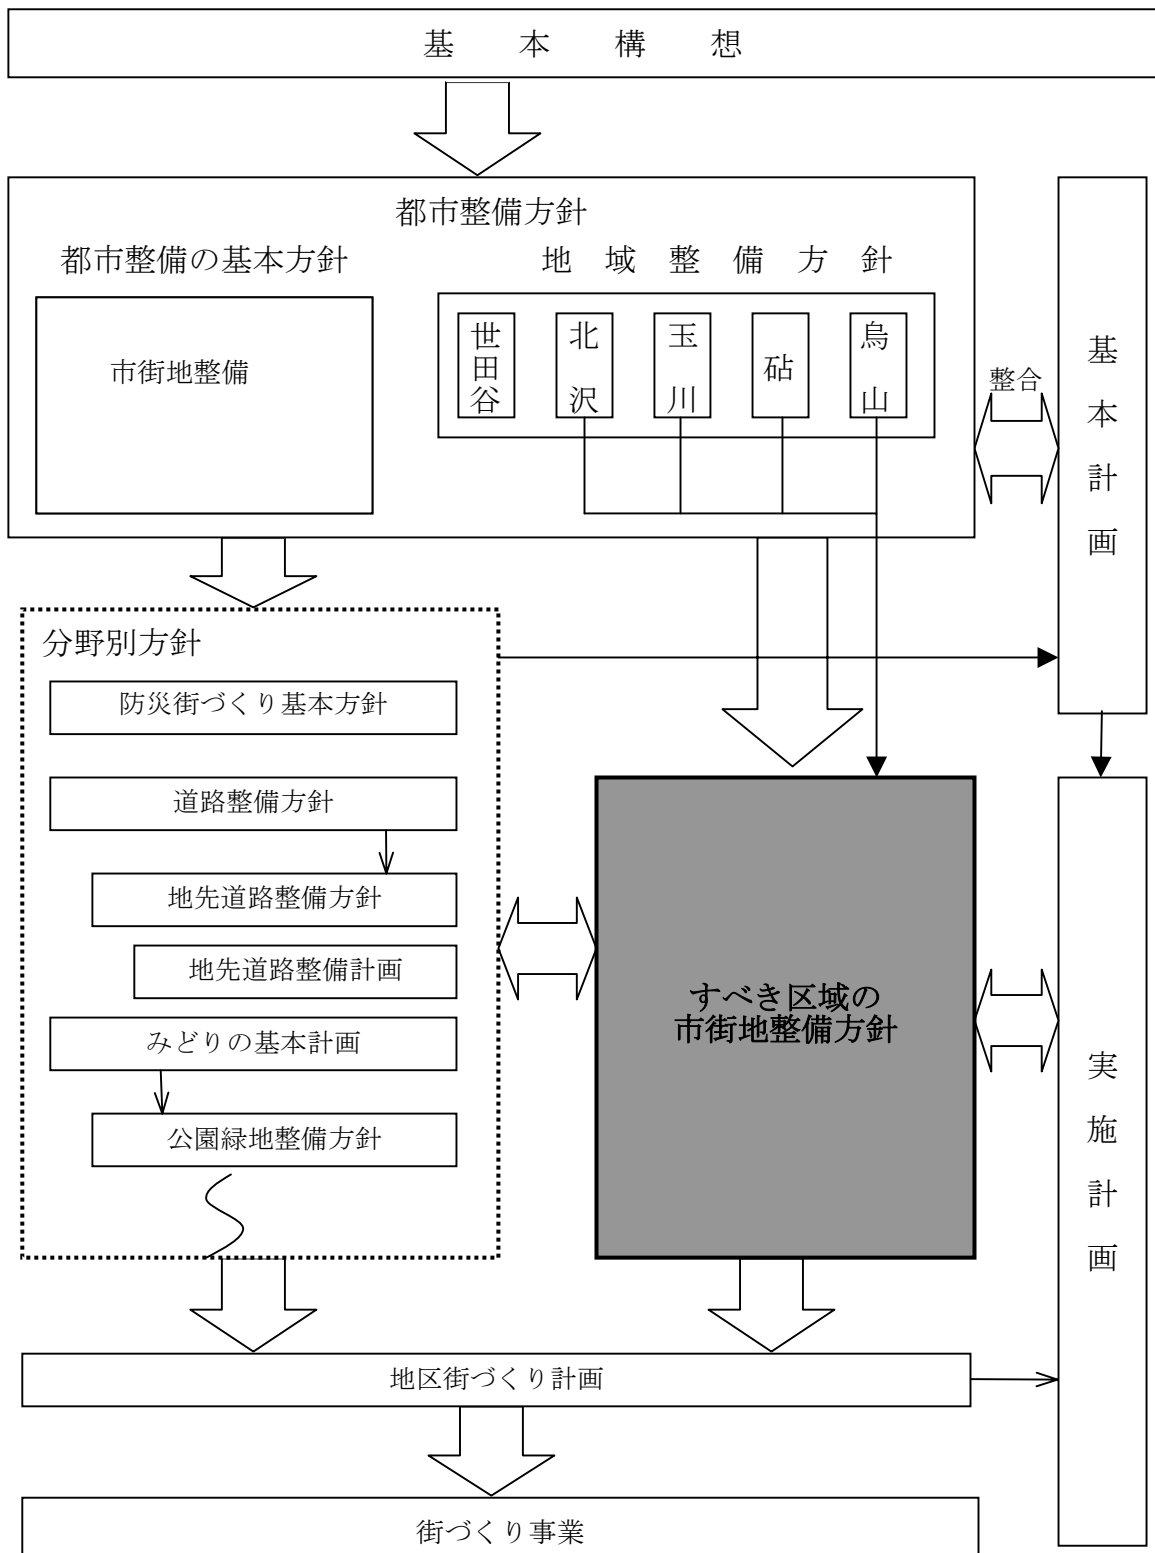 基本構想
都市整備方針
都市整備の基本方針
地域整備方針
市街地整備
世田谷
北沢
玉川
砧
烏山
整合
基本計画
分野別方針
防災街づくり基本方針
道路整備方針
地先道路整備方針
地先道路整備計画
みどりの基本計画
公園緑地整備方針
すべき区域の
市街地整備方針
実施計画
地区街づくり計画
街づくり事業